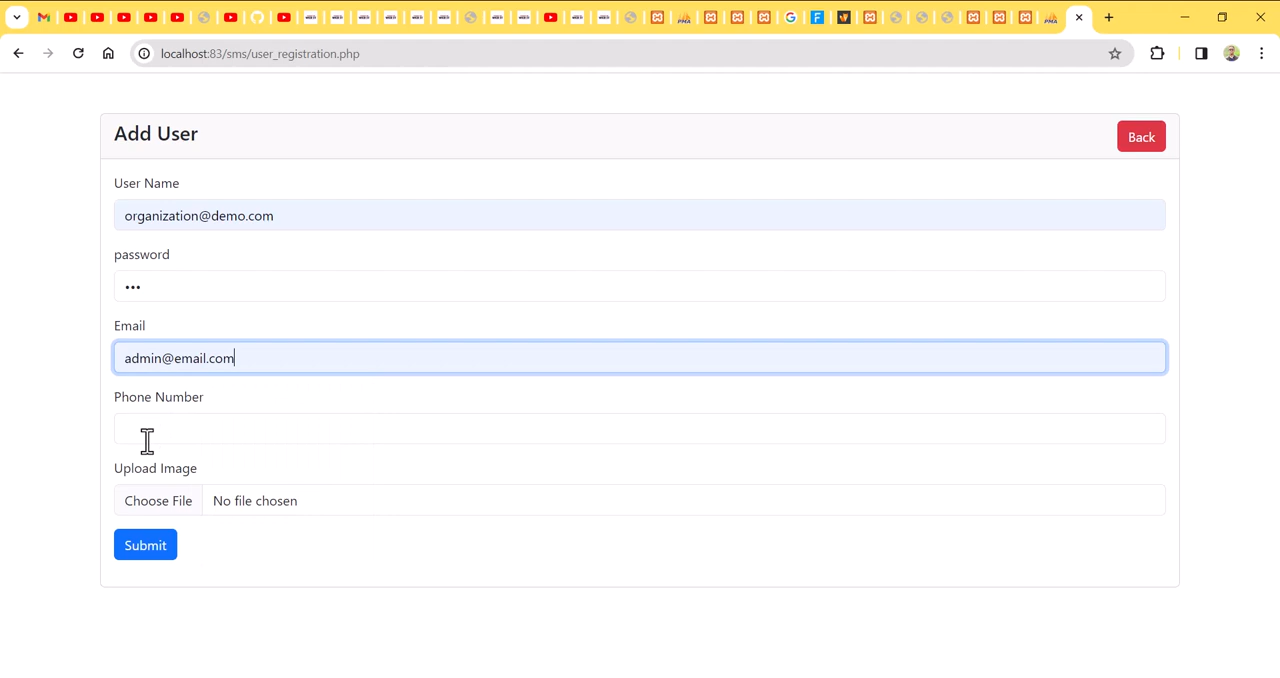 localhost:83/sms/user_registration.php
Add User
Back
User Name
organization@demo.com
password
•••
Email
admin@email.com
Phone Number
Upload Image
Choose File No file chosen
Submit